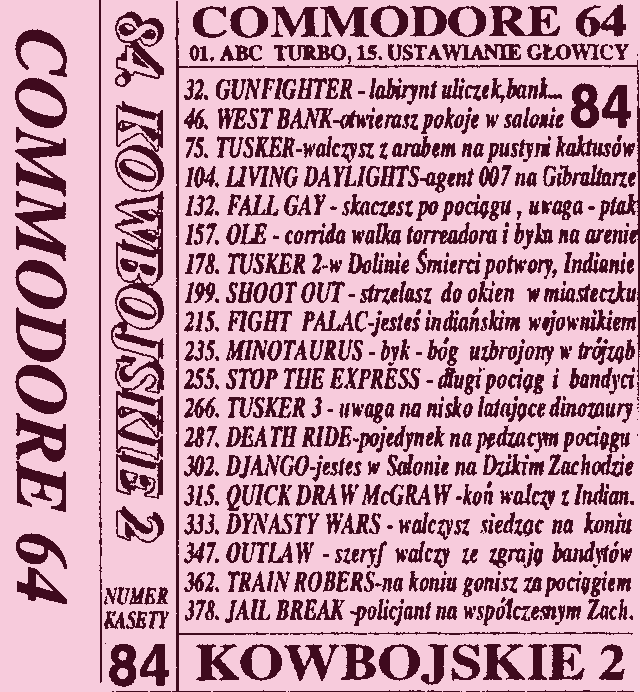 COMMODORE 64
84. KOWBOJSKIE 2
NUMER
KASETY
84
COMMODORE 64
01. ABC TURBO, 15. USTAWIANIE GŁOWICY
32. GUNFIGHTER - labirynt uliczek,bank...
84
46. WEST BANK-otwierasz pokoje w salonie
75. TUSKER-walczysz z arabem na pustyni kaktusów
104. LIVING DAYLIGHTS-agent 007 na Gibraltarze
132. FALL GAY - skaczesz po pociągu , uwaga - ptak
157. OLE - corrida walka torreadora i byka na arenie
178. TUSKER 2-w Dolinie Śmierci potwory, Indianie
199. SHOOT OUT - strzelasz do okien w miasteczku
215. FIGHT PALAC-jesteś indiańskim wojownikiem
235. MINOTAURUS - byk - bóg uzbrojony w trójząb
255. STOP THE EXPRESS - długi pociąg i bandyci
266. TUSKER 3 - uwaga na nisko latające dinozaury
287. DEATH RIDE-pojedynek na pędzacym pociągu
302. DJANGO-jestes w Salonie na Dzikim Zachodzie
315. QUICK DRAW McGRAW -koń walczy z Indian.
333. DYNASTY WARS - walczysz siedząc na koniu
347. OUTLAW - szeryf walczy ze zgrają bandytów
362. TRAIN ROBERS-na koniu gonisz za pociągiem
378. JAIL BREAK -policjant na współczesnym Zach.
KOWBOJSKIE 2